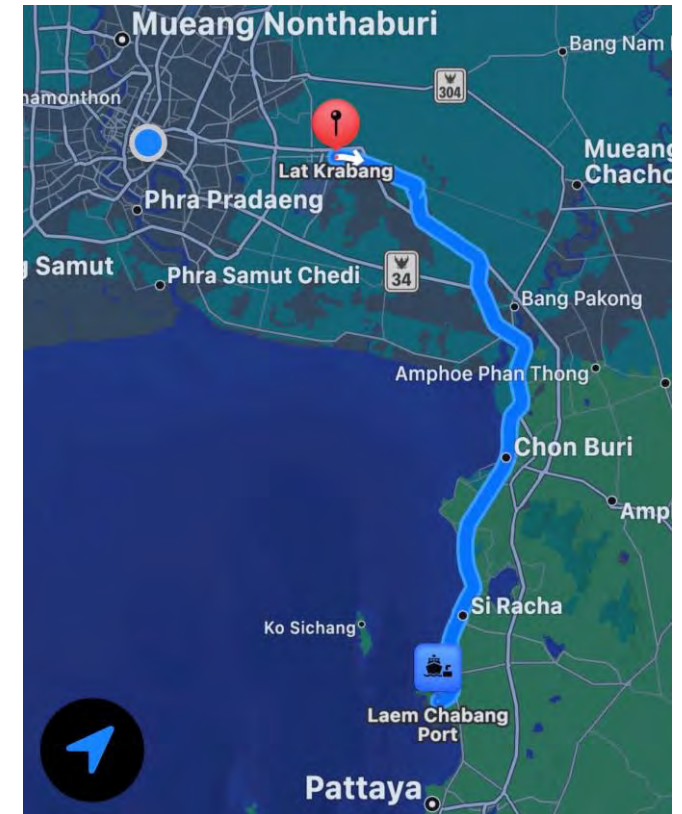 Mueang Nonthaburi
Bang Nam
304
namonthon
Mueang
Chacho
Lat Krabang
Phra Pradaeng
g Samut
Phra Samut Chedi
34
Bang Pakong
Amphoe Phan Thong
Chon Buri
Amp
Si Racha
Ko Sichang
Laem Chabang
Port
Pattaya